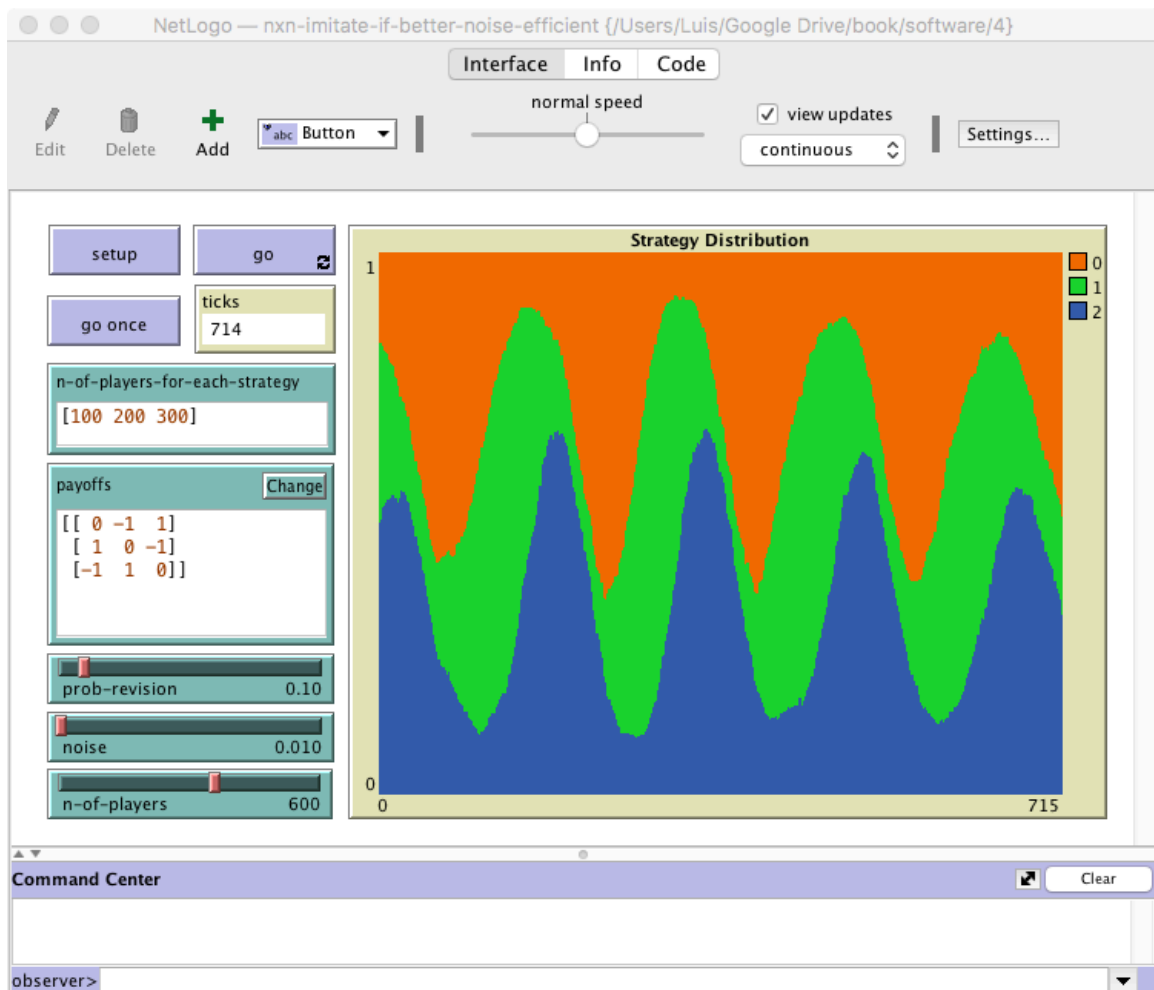 NetLogo — nxn-imitate-if-better-noise-efficient {/Users/Luis/Google Drive/book/software/4}
Interface Info Code
Edit Delete Add abc Button normal speed view updates continuous Settings...
setup go
go once
ticks
714
n-of-players-for-each-strategy
[100 200 300]
payoffs Change
[[ 0 -1 1]
[ 1 0 -1]
[-1 1 0]]
prob-revision 0.10
noise 0.010
n-of-players 600
Strategy Distribution
1
0
0 715
0
1
2
Command Center Clear
observer>